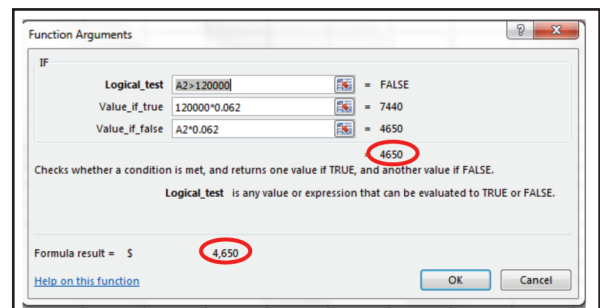 Function Arguments
? X
IF
Logical_test A2>120000 = FALSE
Value_if_true 120000*0.062 = 7440
Value_if_false A2*0.062 = 4650
= 4650
Checks whether a condition is met, and returns one value if TRUE, and another value if FALSE.
Logical_test is any value or expression that can be evaluated to TRUE or FALSE.
Formula result = $ 4,650
Help on this function
OK Cancel